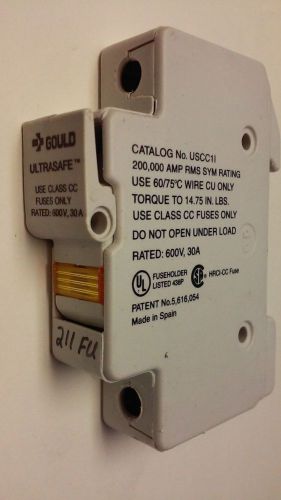 GOULD
ULTRASAFE™
USE CLASS CC
FUSES ONLY
RATED: 600V, 30A
211 FU
CATALOG No. USCC1I
200,000 AMP RMS SYM RATING
USE 60/75°C WIRE CU ONLY
TORQUE TO 14.75 IN. LBS.
USE CLASS CC FUSES ONLY
DO NOT OPEN UNDER LOAD
RATED: 600V, 30A
UL FUSEHOLDER LISTED 438P
HRCI-CC Fuse
PATENT No.5,616,054
Made in Spain